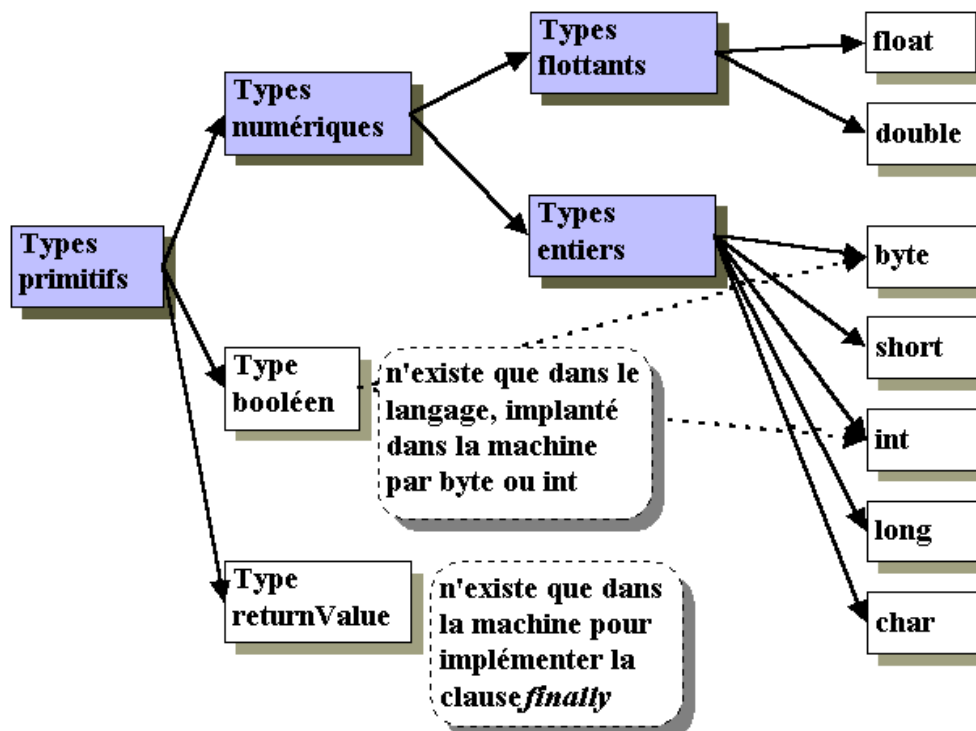 Types
primitifs
Types
numériques
Types
flottants
float
double
Types
entiers
byte
short
int
long
char
Type
booléen
n'existe que dans le
langage, implanté
dans la machine
par byte ou int
Type
returnValue
n'existe que dans
la machine pour
implémenter la
clause finally